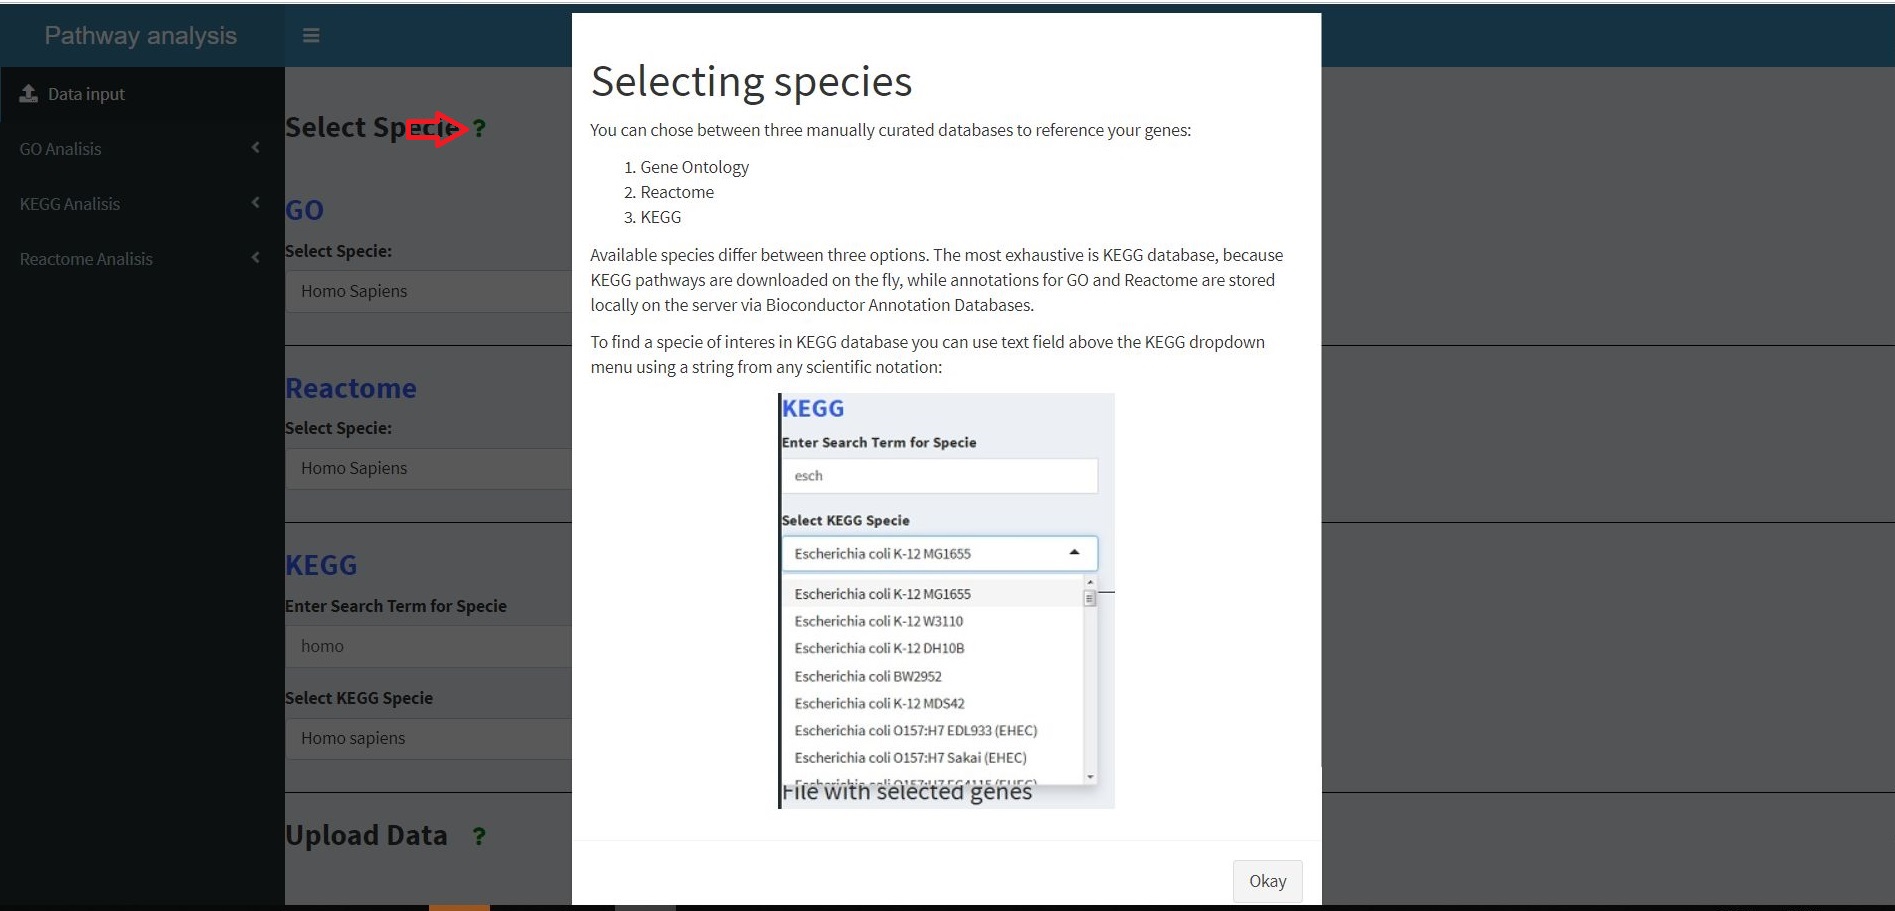 Pathway analysis
Data input
GO Analisis
KEGG Analisis
Reactome Analisis
Select Specie ?
GO
Select Specie:
Homo Sapiens
Reactome
Select Specie:
Homo Sapiens
KEGG
Enter Search Term for Specie
homo
Select KEGG Specie
Homo sapiens
Upload Data ?
Selecting species
You can chose between three manually curated databases to reference your genes:
1. Gene Ontology
2. Reactome
3. KEGG
Available species differ between three options. The most exhaustive is KEGG database, because
KEGG pathways are downloaded on the fly, while annotations for GO and Reactome are stored
locally on the server via Bioconductor Annotation Databases.
To find a specie of interes in KEGG database you can use text field above the KEGG dropdown
menu using a string from any scientific notation:
KEGG
Enter Search Term for Specie
esch
Select KEGG Specie
Escherichia coli K-12 MG1655
Escherichia coli K-12 MG1655
Escherichia coli K-12 W3110
Escherichia coli K-12 DH10B
Escherichia coli BW2952
Escherichia coli K-12 MDS42
Escherichia coli O157:H7 EDL933 (EHEC)
Escherichia coli O157:H7 Sakai (EHEC)
Escherichia coli O157:H7 EC4115 (EHEC)
File with selected genes
Okay